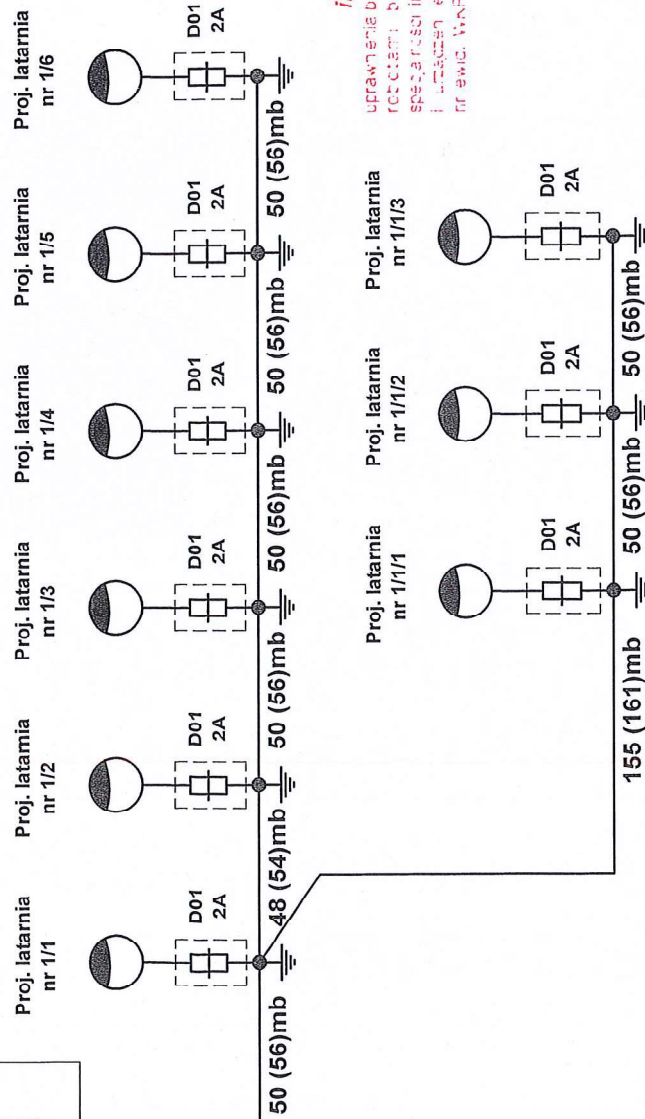 Proj. latarnia
nr 1/1
Proj. latarnia
nr 1/2
Proj. latarnia
nr 1/3
Proj. latarnia
nr 1/4
Proj. latarnia
nr 1/5
Proj. latarnia
nr 1/6
D01
2A
D01
2A
D01
2A
D01
2A
D01
2A
D01
2A
50 (56)mb
48 (54)mb
50 (56)mb
50 (56)mb
50 (56)mb
50 (56)mb
Proj. latarnia
nr 1/1/1
Proj. latarnia
nr 1/1/2
Proj. latarnia
nr 1/1/3
D01
2A
D01
2A
D01
2A
155 (161)mb
50 (56)mb
50 (56)mb
uprawnienia b
nr ewid.